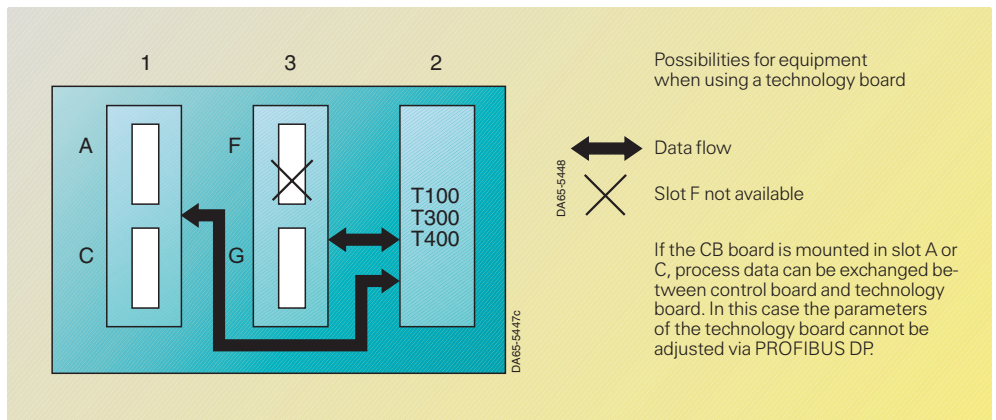 1 3 2
A F
T100
T300
T400
C G
DA65-5447c
Possibilities for equipment
when using a technology board
DA65-5448
Data flow
Slot F not available
If the CB board is mounted in slot A or
C, process data can be exchanged be-
tween control board and technology
board. In this case the parameters
of the technology board cannot be
adjusted via PROFIBUS DP.